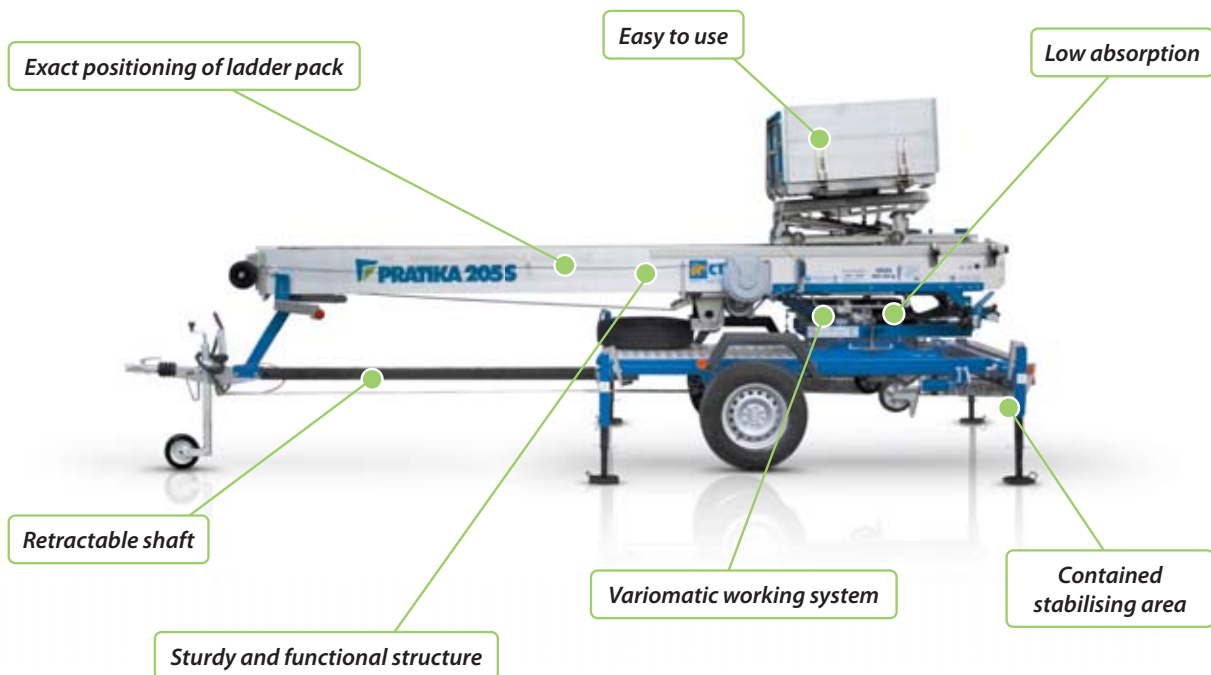 Easy to use
Exact positioning of ladder pack
Low absorption
PRATIKA 205 S
CT
Retractable shaft
Variomatic working system
Contained
stabilising area
Sturdy and functional structure